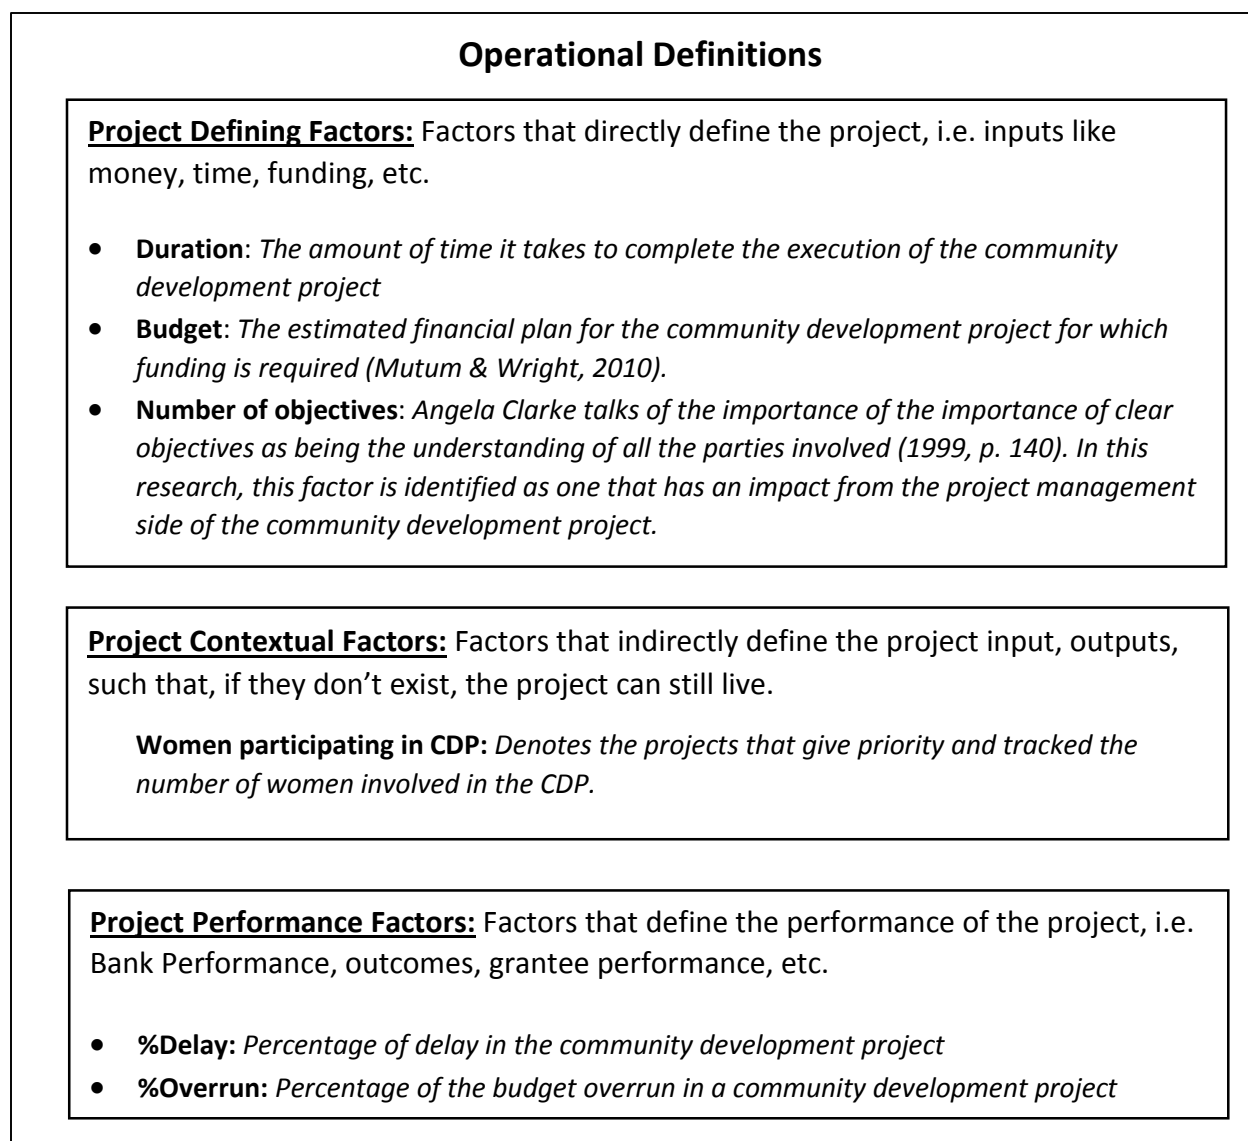 Operational Definitions
Project Defining Factors: Factors that directly define the project, i.e. inputs like
money, time, funding, etc.
• Duration: The amount of time it takes to complete the execution of the community
development project
• Budget: The estimated financial plan for the community development project for which
funding is required (Mutum & Wright, 2010).
• Number of objectives: Angela Clarke talks of the importance of the importance of clear
objectives as being the understanding of all the parties involved (1999, p. 140). In this
research, this factor is identified as one that has an impact from the project management
side of the community development project.
Project Contextual Factors: Factors that indirectly define the project input, outputs,
such that, if they don’t exist, the project can still live.
Women participating in CDP: Denotes the projects that give priority and tracked the
number of women involved in the CDP.
Project Performance Factors: Factors that define the performance of the project, i.e.
Bank Performance, outcomes, grantee performance, etc.
• %Delay: Percentage of delay in the community development project
• %Overrun: Percentage of the budget overrun in a community development project